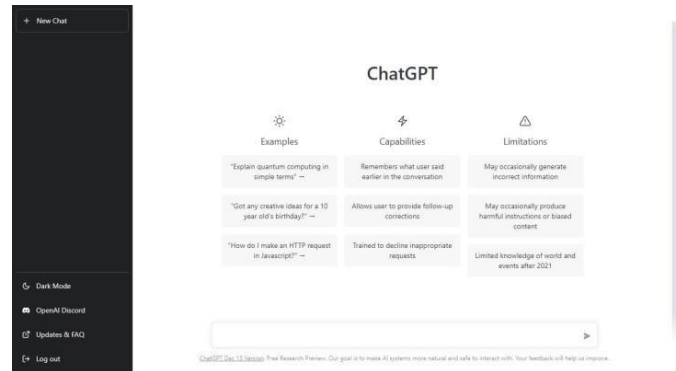 + New Chat
ChatGPT
Examples
"Explain quantum computing in
simple terms" →
"Got any creative ideas for a 10
year old's birthday?" →
"How do I make an HTTP request
in Javascript?" →
Capabilities
Remembers what user said
earlier in the conversation
Allows user to provide follow-up
corrections
Trained to decline inappropriate
requests
Limitations
May occasionally generate
incorrect information
May occasionally produce
harmful instructions or biased
content
Limited knowledge of world and
events after 2021
Dark Mode
OpenAI Discord
Updates & FAQ
Log out
ChatGPT Dec 15 Version. Free Research Preview. Our goal is to make AI systems more natural and safe to interact with. Your feedback will help us improve.